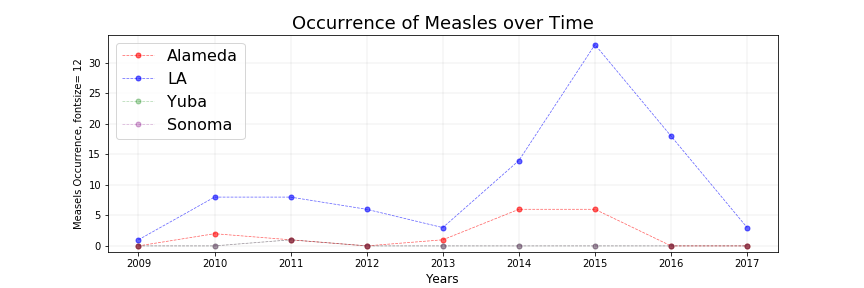 Occurrence of Measles over Time
Alameda
LA
Yuba
Sonoma
Measels Occurrence, fontsize= 12
30
25
20
15
10
5
0
2009 2010 2011 2012 2013 2014 2015 2016 2017
Years